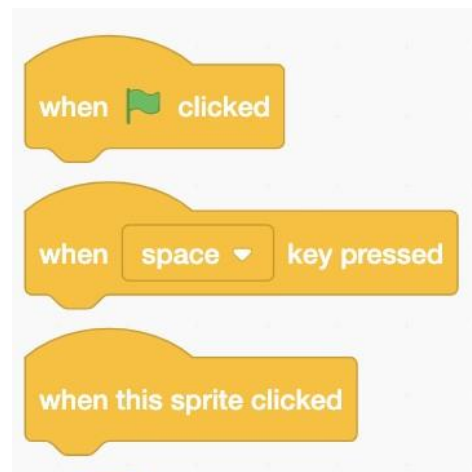 when clicked
when space key pressed
when this sprite clicked